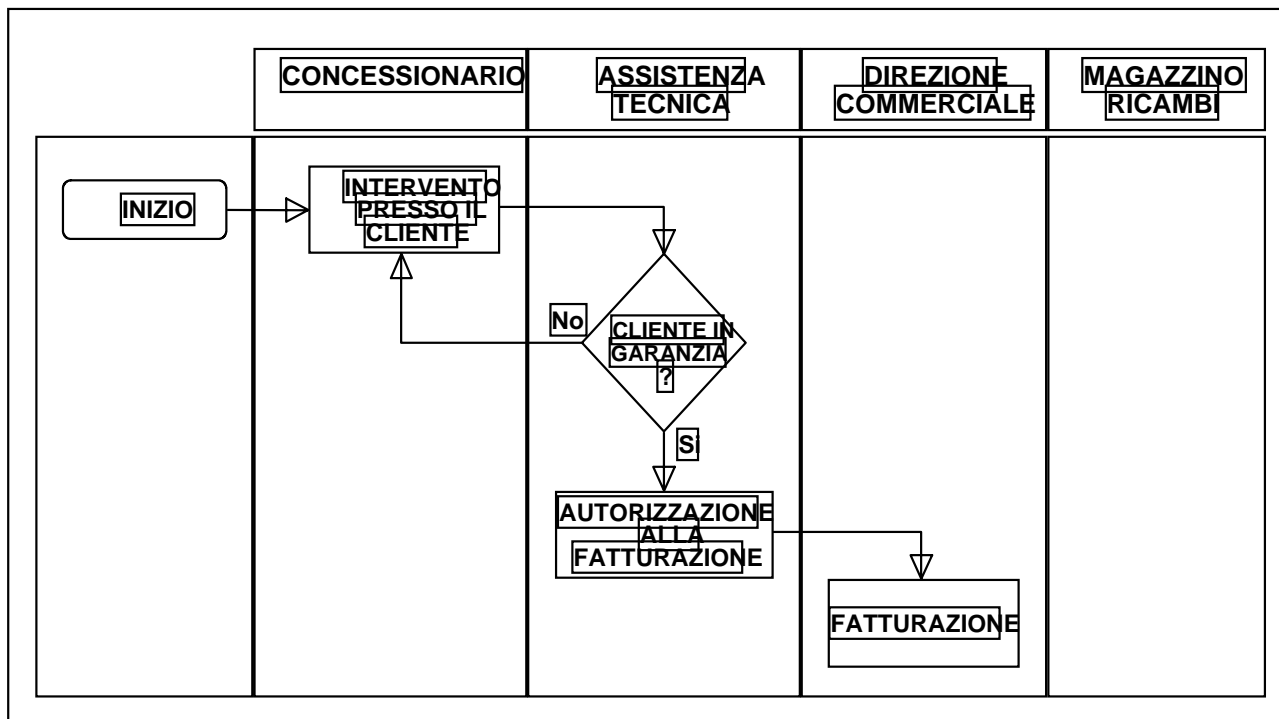 CONCESSIONARIO
ASSISTENZA
TECNICA
DIREZIONE
COMMERCIALE
MAGAZZINO
RICAMBI
INIZIO
INTERVENTO
PRESSO IL
CLIENTE
No
CLIENTE IN
GARANZIA
?
Si
AUTORIZZAZIONE
ALLA
FATTURAZIONE
FATTURAZIONE